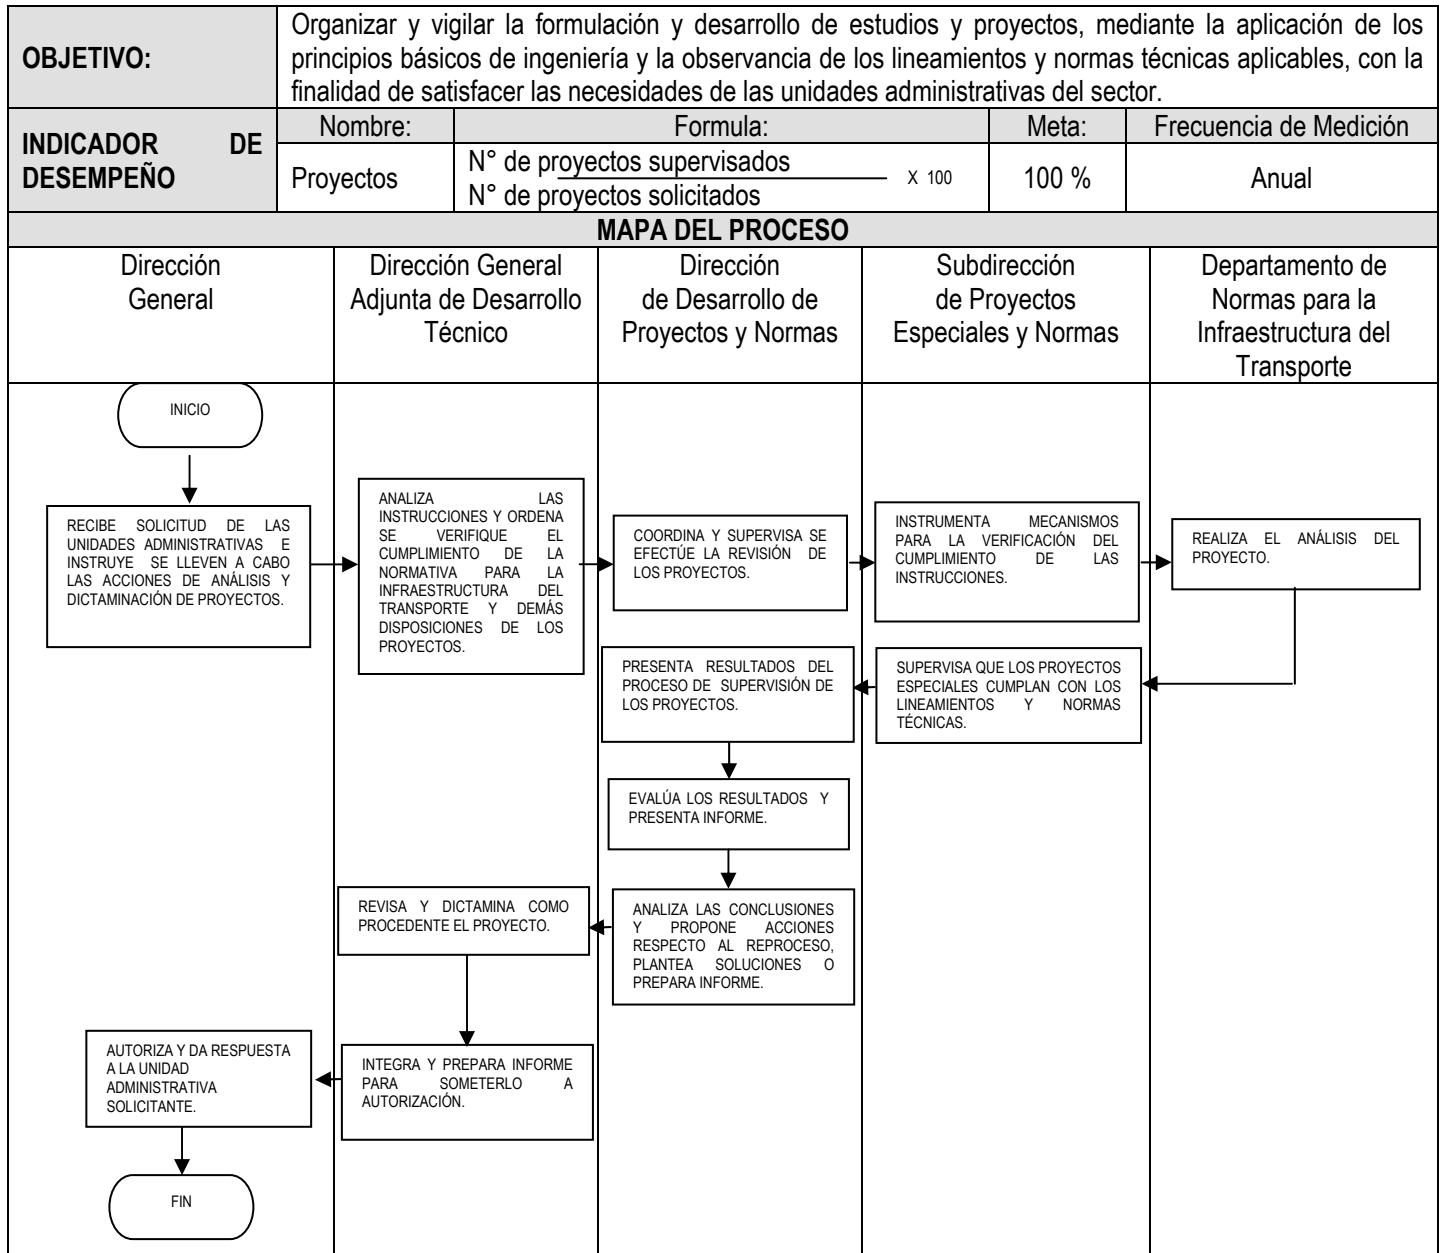 OBJETIVO:
Organizar y vigilar la formulación y desarrollo de estudios y proyectos, mediante la aplicación de los
principios básicos de ingeniería y la observancia de los lineamientos y normas técnicas aplicables, con la
finalidad de satisfacer las necesidades de las unidades administrativas del sector.
INDICADOR DE
DESEMPEÑO
Nombre:
Formula:
Meta:
Frecuencia de Medición
Proyectos
N° de proyectos supervisados
N° de proyectos solicitados
X 100
100 %
Anual
MAPA DEL PROCESO
Dirección
General
Dirección General
Adjunta de Desarrollo
Técnico
Dirección
de Desarrollo de
Proyectos y Normas
Subdirección
de Proyectos
Especiales y Normas
Departamento de
Normas para la
Infraestructura del
Transporte
INICIO
RECIBE SOLICITUD DE LAS
UNIDADES ADMINISTRATIVAS E
INSTRUYE SE LLEVEN A CABO
LAS ACCIONES DE ANÁLISIS Y
DICTAMINACIÓN DE PROYECTOS.
ANALIZA LAS
INSTRUCCIONES Y ORDENA
SE VERIFIQUE EL
CUMPLIMIENTO DE LA
NORMATIVA PARA LA
INFRAESTRUCTURA DEL
TRANSPORTE Y DEMÁS
DISPOSICIONES DE LOS
PROYECTOS.
COORDINA Y SUPERVISA SE
EFECTÚE LA REVISIÓN DE
LOS PROYECTOS.
INSTRUMENTA MECANISMOS
PARA LA VERIFICACIÓN DEL
CUMPLIMIENTO DE LAS
INSTRUCCIONES.
REALIZA EL ANÁLISIS DEL
PROYECTO.
PRESENTA RESULTADOS DEL
PROCESO DE SUPERVISIÓN DE
LOS PROYECTOS.
SUPERVISA QUE LOS PROYECTOS
ESPECIALES CUMPLAN CON LOS
LINEAMIENTOS Y NORMAS
TÉCNICAS.
EVALÚA LOS RESULTADOS Y
PRESENTA INFORME.
REVISA Y DICTAMINA COMO
PROCEDENTE EL PROYECTO.
ANALIZA LAS CONCLUSIONES
Y PROPONE ACCIONES
RESPECTO AL REPROCESO,
PLANTEA SOLUCIONES O
PREPARA INFORME.
AUTORIZA Y DA RESPUESTA
A LA UNIDAD
ADMINISTRATIVA
SOLICITANTE.
INTEGRA Y PREPARA INFORME
PARA SOMETERLO A
AUTORIZACIÓN.
FIN